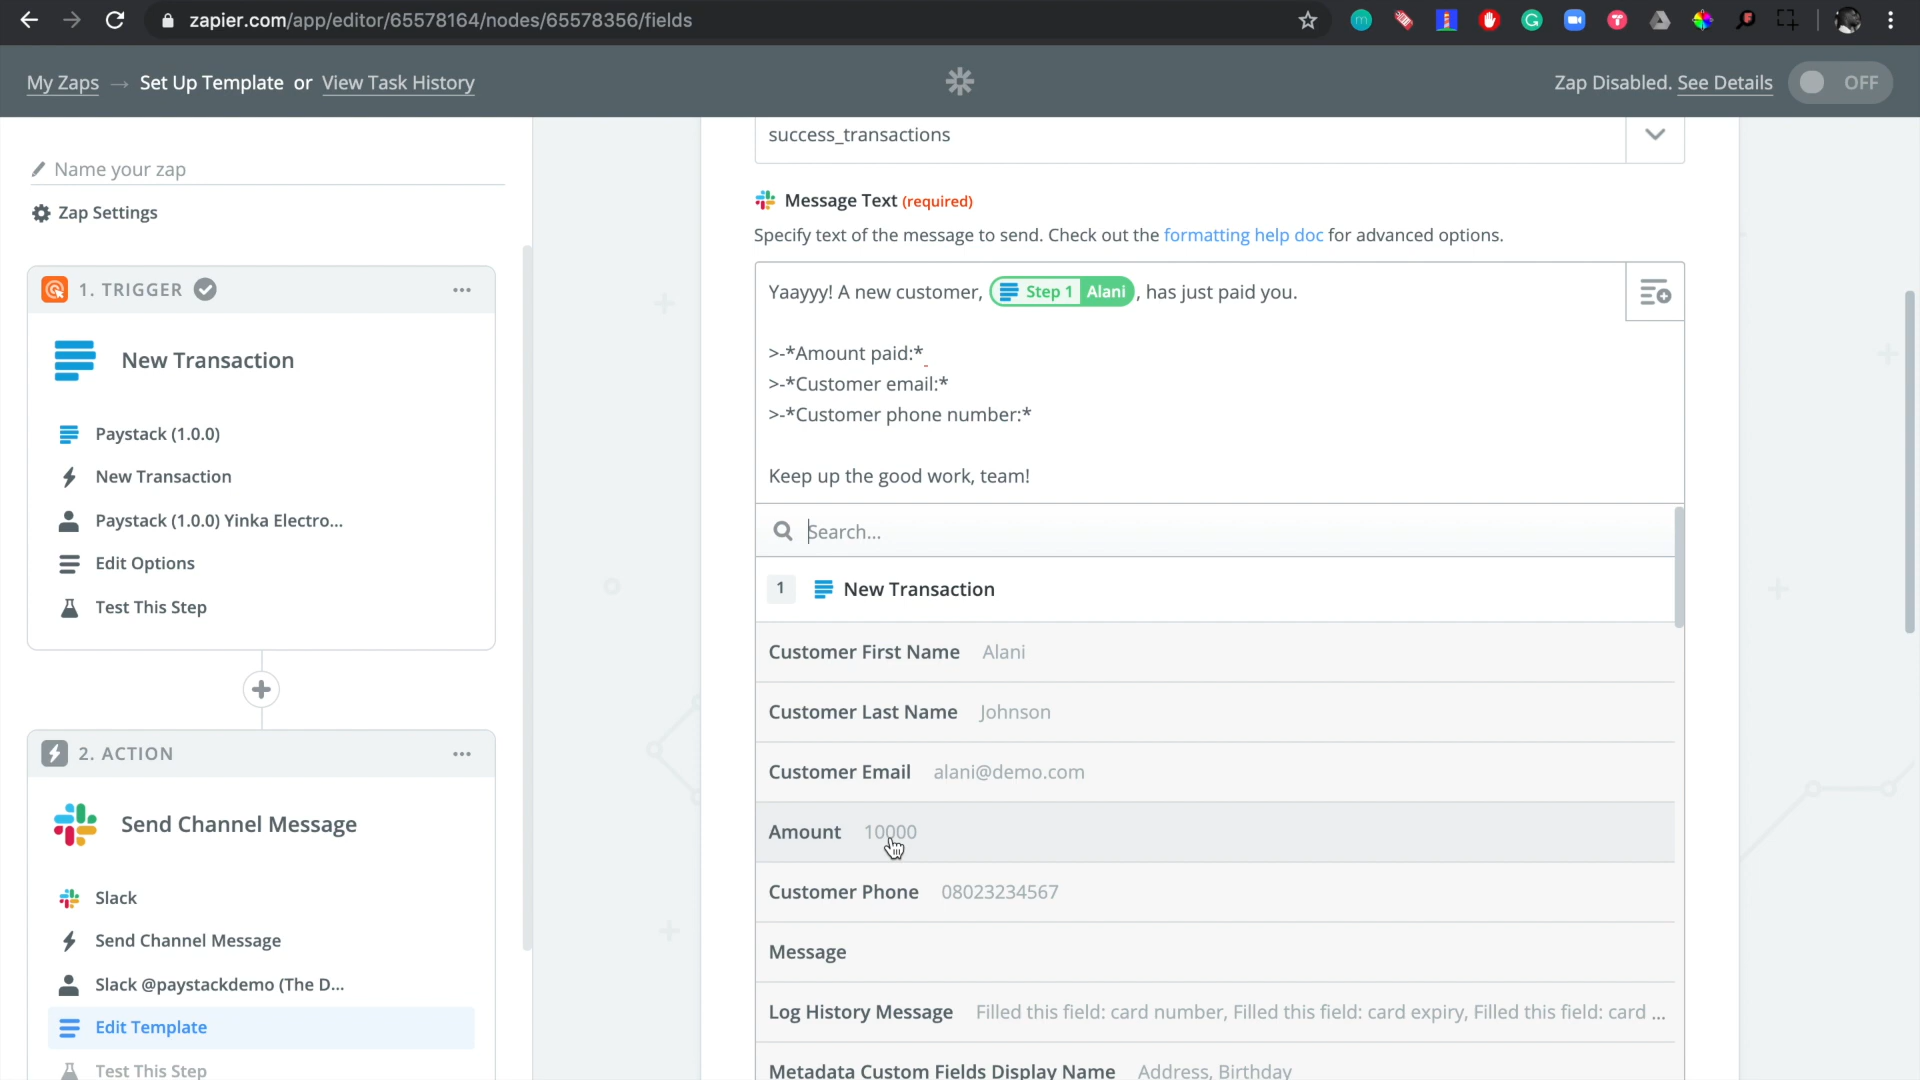 zapier.com/app/editor/65578164/nodes/65578356/fields
My Zaps → Set Up Template or View Task History
Zap Disabled. See Details
OFF
Name your zap
Zap Settings
1. TRIGGER
New Transaction
Paystack (1.0.0)
New Transaction
Paystack (1.0.0) Yinka Electro...
Edit Options
Test This Step
2. ACTION
Send Channel Message
Slack
Send Channel Message
Slack @paystackdemo (The D...
Edit Template
Test This Step
success_transactions
Message Text (required)
Specify text of the message to send. Check out the formatting help doc for advanced options.
Yaayyy! A new customer, Step 1 Alani , has just paid you.
>-*Amount paid:*
>-*Customer email:*
>-*Customer phone number:*
Keep up the good work, team!
Search...
1 New Transaction
Customer First Name Alani
Customer Last Name Johnson
Customer Email alani@demo.com
Amount 10000
Customer Phone 08023234567
Message
Log History Message Filled this field: card number, Filled this field: card expiry, Filled this field: card ...
Metadata Custom Fields Display Name Address, Birthday